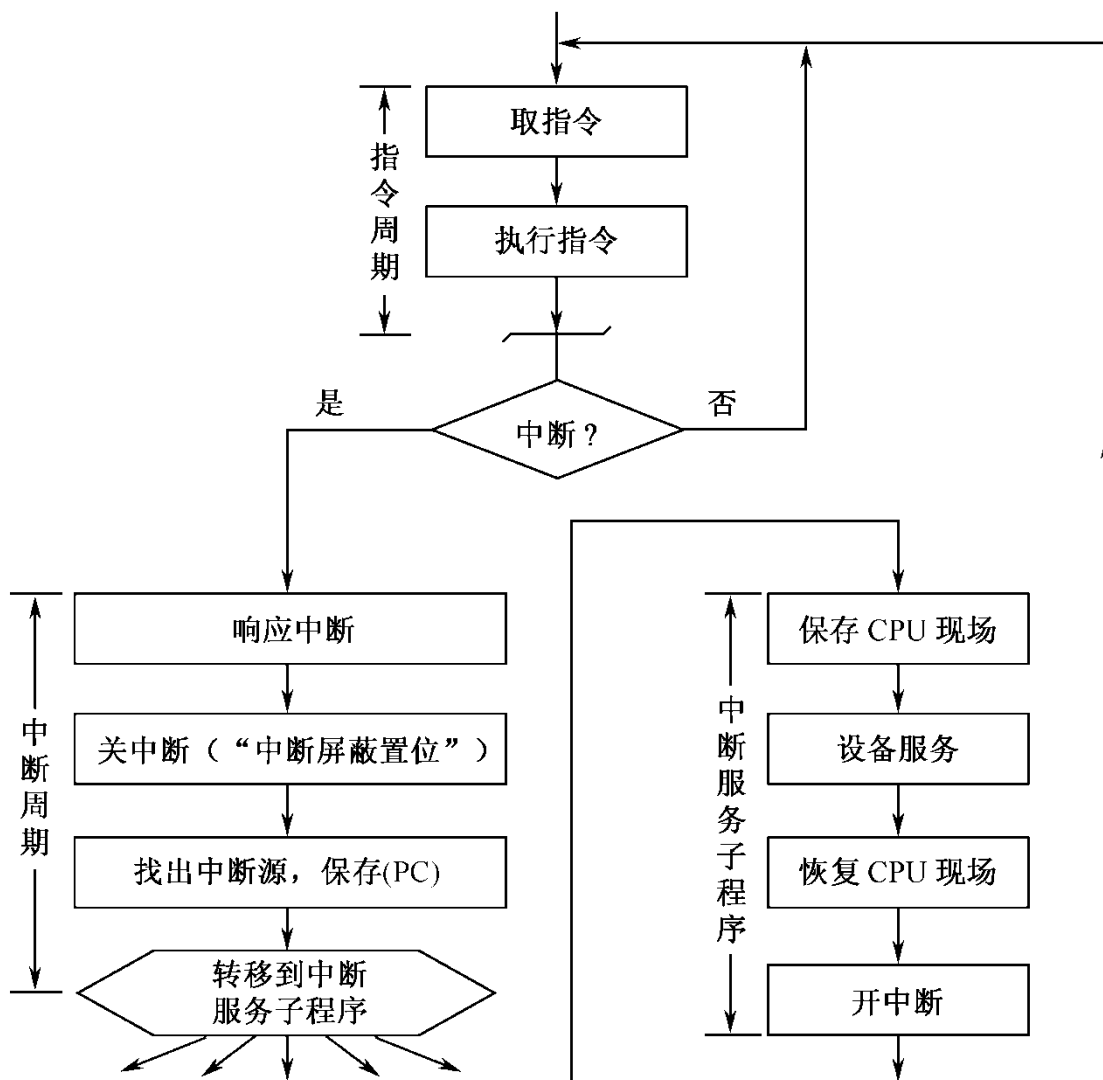 取指令
指令周期
执行指令
是
否
中断?
响应中断
关中断(“中断屏蔽置位”)
中断周期
找出中断源，保存(PC)
转移到中断
服务子程序
保存 CPU 现场
设备服务
中断服务子程序
恢复 CPU 现场
开中断